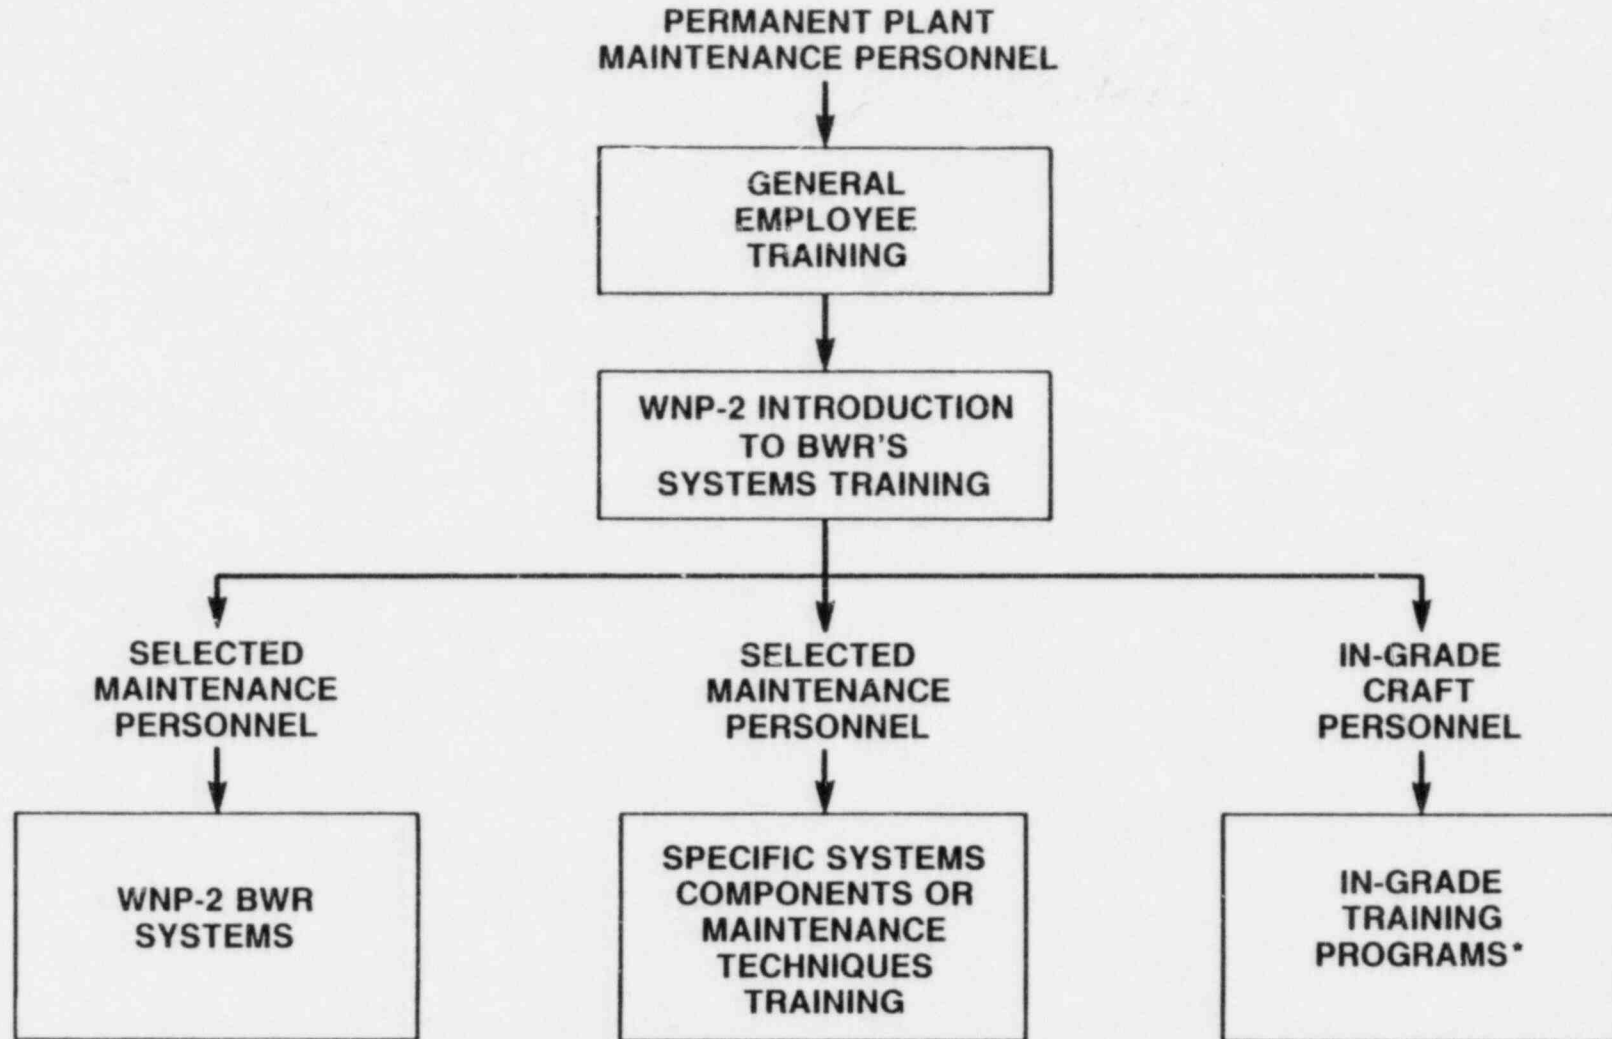 PERMANENT PLANT
MAINTENANCE PERSONNEL
GENERAL
EMPLOYEE
TRAINING
WNP-2 INTRODUCTION
TO BWR'S
SYSTEMS TRAINING
SELECTED
MAINTENANCE
PERSONNEL
SELECTED
MAINTENANCE
PERSONNEL
IN-GRADE
CRAFT
PERSONNEL
WNP-2 BWR
SYSTEMS
SPECIFIC SYSTEMS
COMPONENTS OR
MAINTENANCE
TECHNIQUES
TRAINING
IN-GRADE
TRAINING
PROGRAMS*